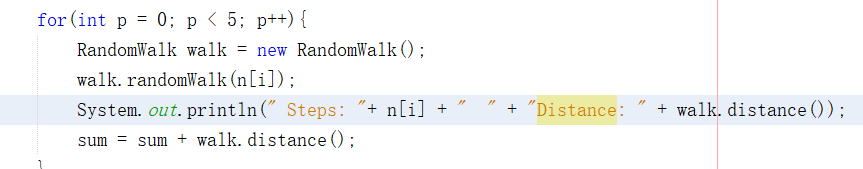 for(int p = 0; p < 5; p++){
RandomWalk walk = new RandomWalk();
walk.randomWalk(n[i]);
System.out.println(" Steps: "+ n[i] + "  " + "Distance: " + walk.distance());
sum = sum + walk.distance();
}